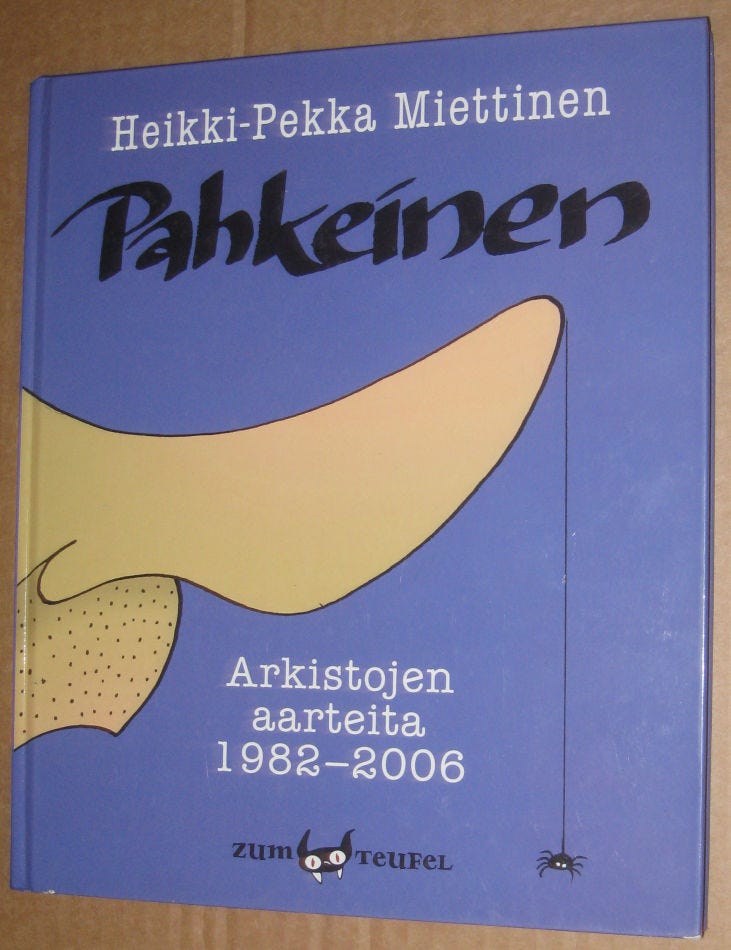 Heikki-Pekka Miettinen
Pahkeinen
Arkistojen
aarteita
1982–2006
ZUM TEUFEL